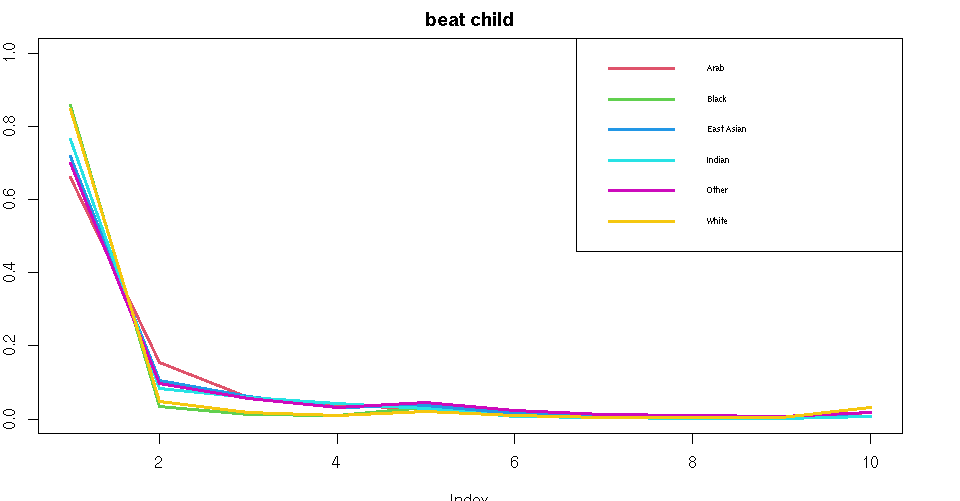 beat child
1.0
0.8
0.6
0.4
0.2
0.0
Arab
Black
East Asian
Indian
Other
White
2 4 6 8 10
Index